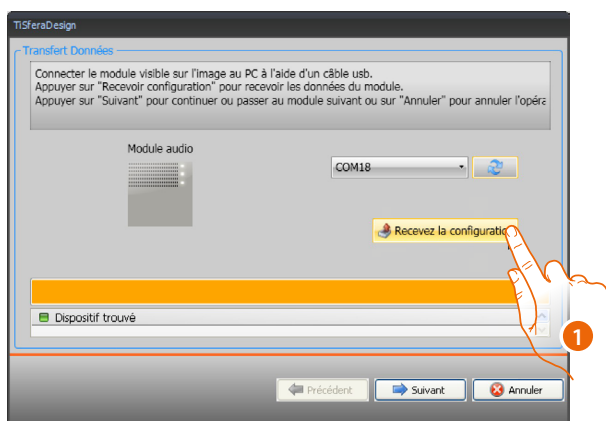 TiSferaDesign
Transfert Données
Connecter le module visible sur l'image au PC à l'aide d'un câble usb.
Appuyer sur "Recevoir configuration" pour recevoir les données du module.
Appuyer sur "Suivant" pour continuer ou passer au module suivant ou sur "Annuler" pour annuler l'opéra
Module audio
COM18
Recevez la configuration
Dispositif trouvé
1
Précédent
Suivant
Annuler